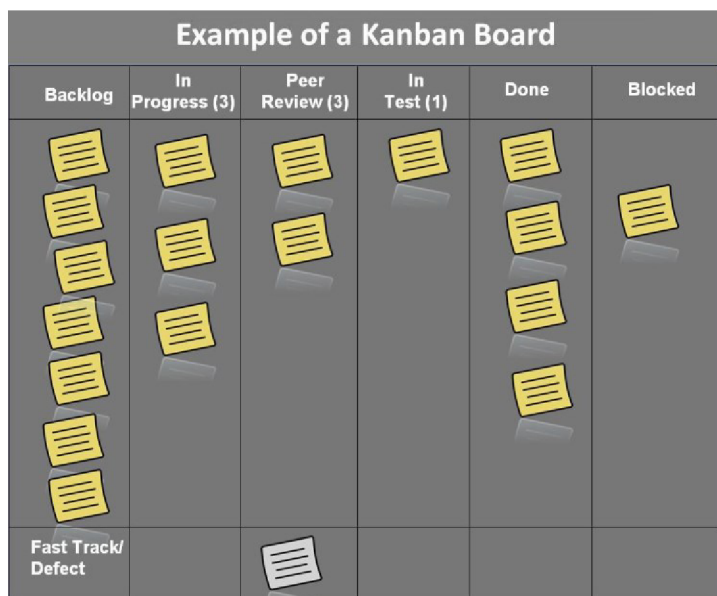 Example of a Kanban Board
Backlog
In
Progress (3)
Peer
Review (3)
In
Test (1)
Done
Blocked
Fast Track/
Defect